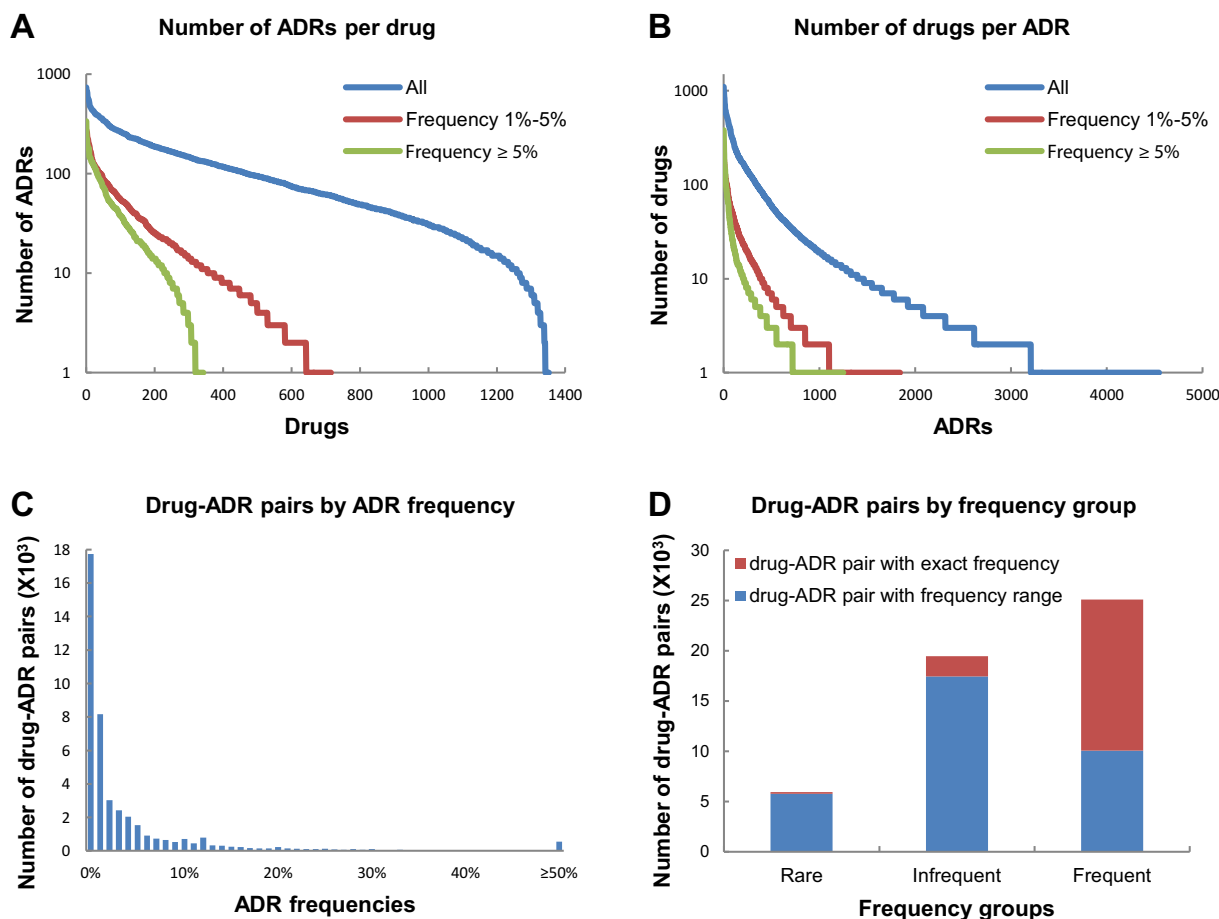 A
Number of ADRs per drug
Number of ADRs
1000
100
10
1
All
Frequency 1%-5%
Frequency ≥ 5%
0
200
400
600
800
1000
1200
1400
Drugs
B
Number of drugs per ADR
Number of drugs
1000
100
10
1
All
Frequency 1%-5%
Frequency ≥ 5%
0
1000
2000
3000
4000
5000
ADRs
C
Drug-ADR pairs by ADR frequency
Number of drug-ADR pairs (X10³)
18
16
14
12
10
8
6
4
2
0
0%
10%
20%
30%
40%
≥50%
ADR frequencies
D
Drug-ADR pairs by frequency group
Number of drug-ADR pairs (X10³)
30
25
20
15
10
5
0
drug-ADR pair with exact frequency
drug-ADR pair with frequency range
Rare
Infrequent
Frequent
Frequency groups